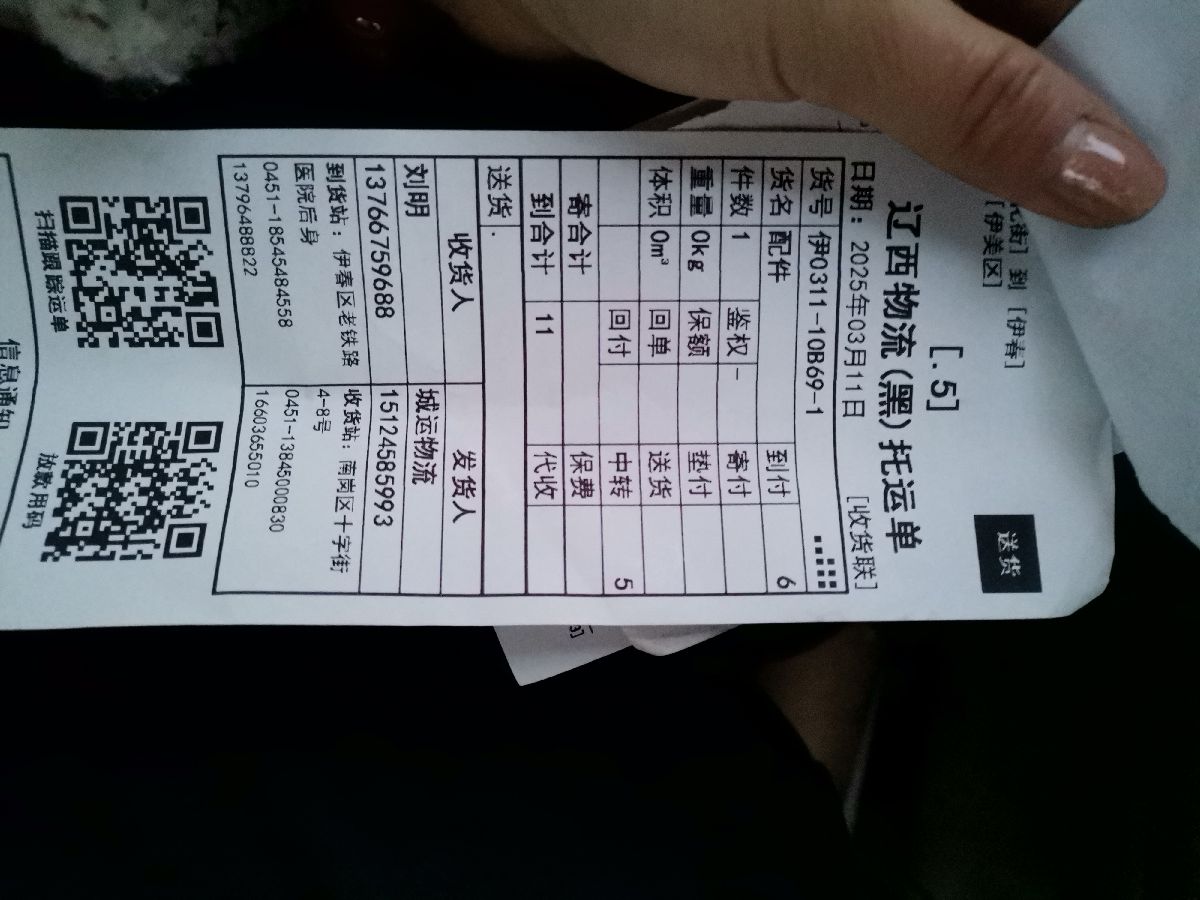 送货
街] 到 [伊春]
[伊美区]
[.5]
辽西物流(黑)托运单
日期：2025年03月11日 [收货联]
货号 伊0311-10B69-1
货名 配件 到付 6
件数 1 鉴权 - 寄付
重量 0kg 保额 垫付
体积 0m³ 回单 送货
回付 中转 5
寄合计 保费
到合计 11 代收
送货 .
收货人 发货人
刘明 城运物流
13766759688 15124585993
到货站：伊春区老铁路医院后身
0451-18545484558
13796488822
收货站：南岗区十字街4-8号
0451-13845000830
16603655010
扫描跟踪运单 放款用码
信息通知